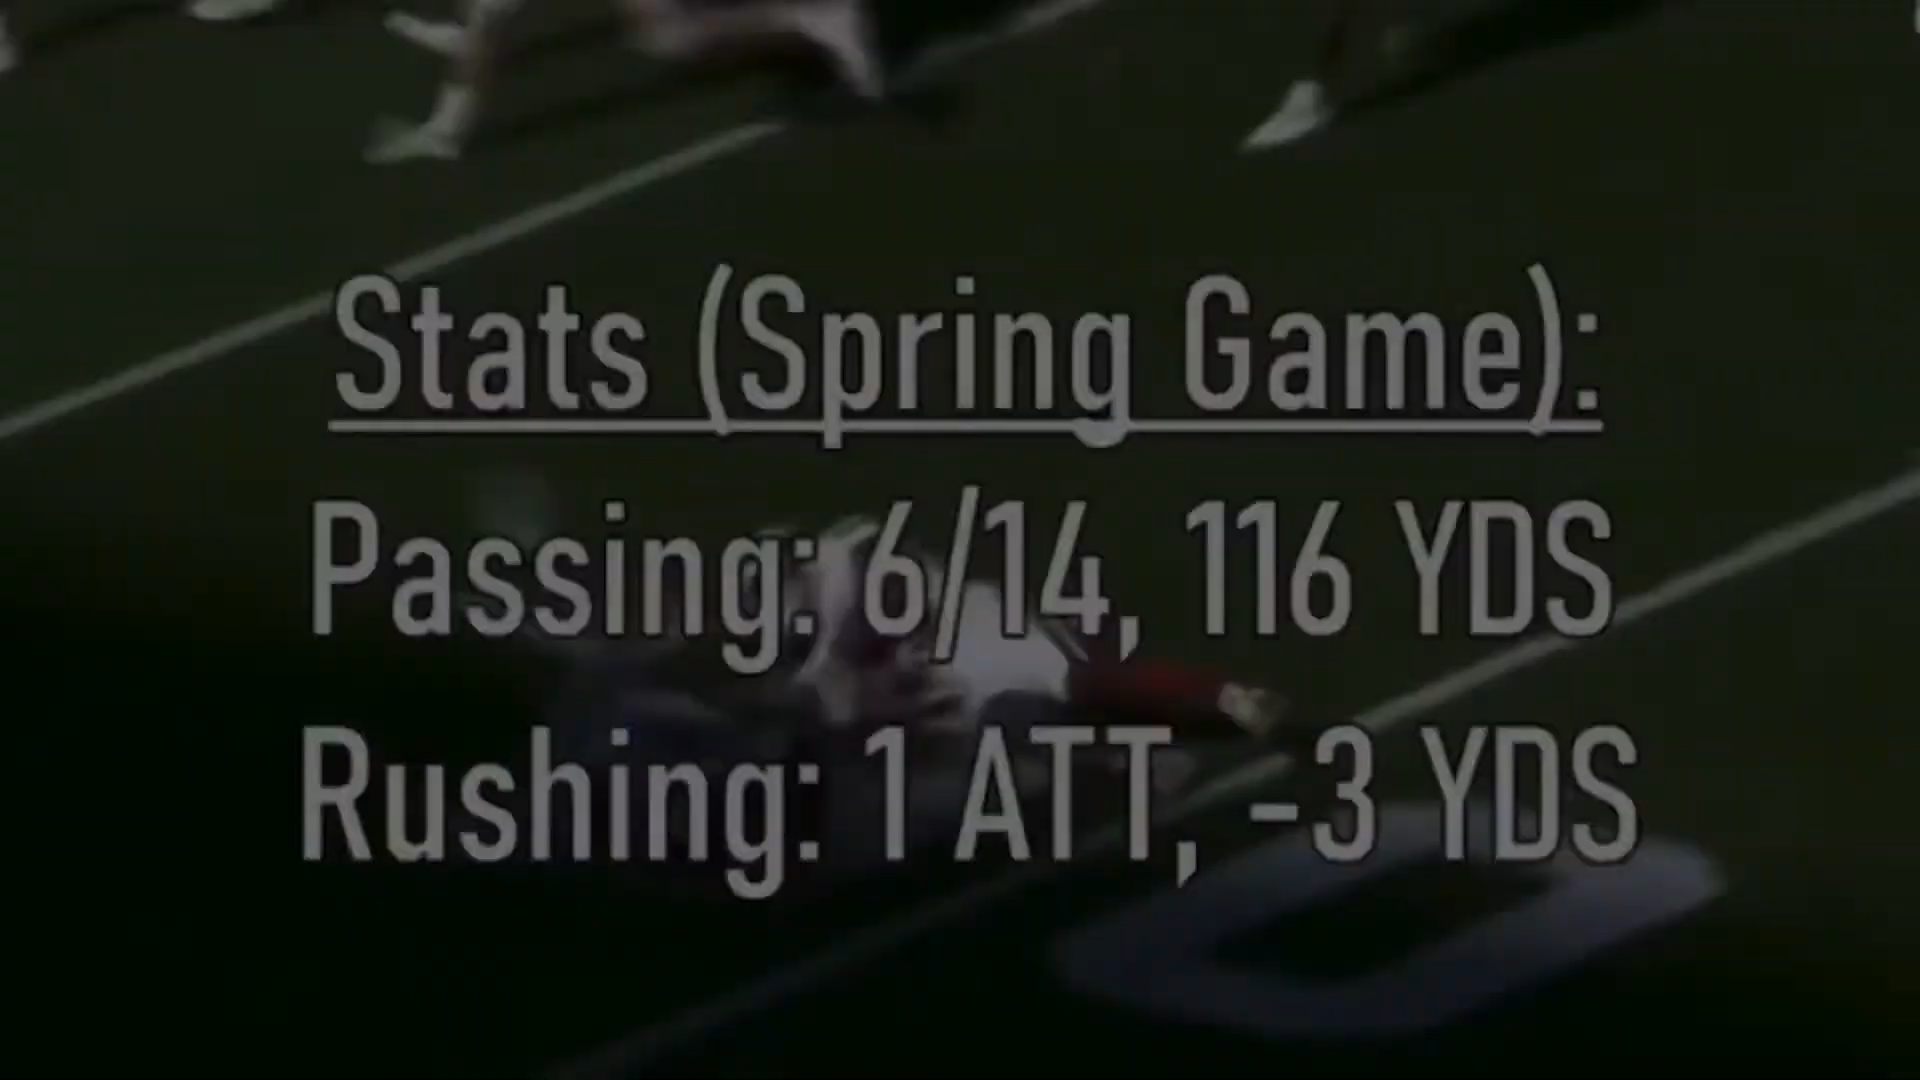 Stats (Spring Game):
Passing: 6/14, 116 YDS
Rushing: 1 ATT, -3 YDS